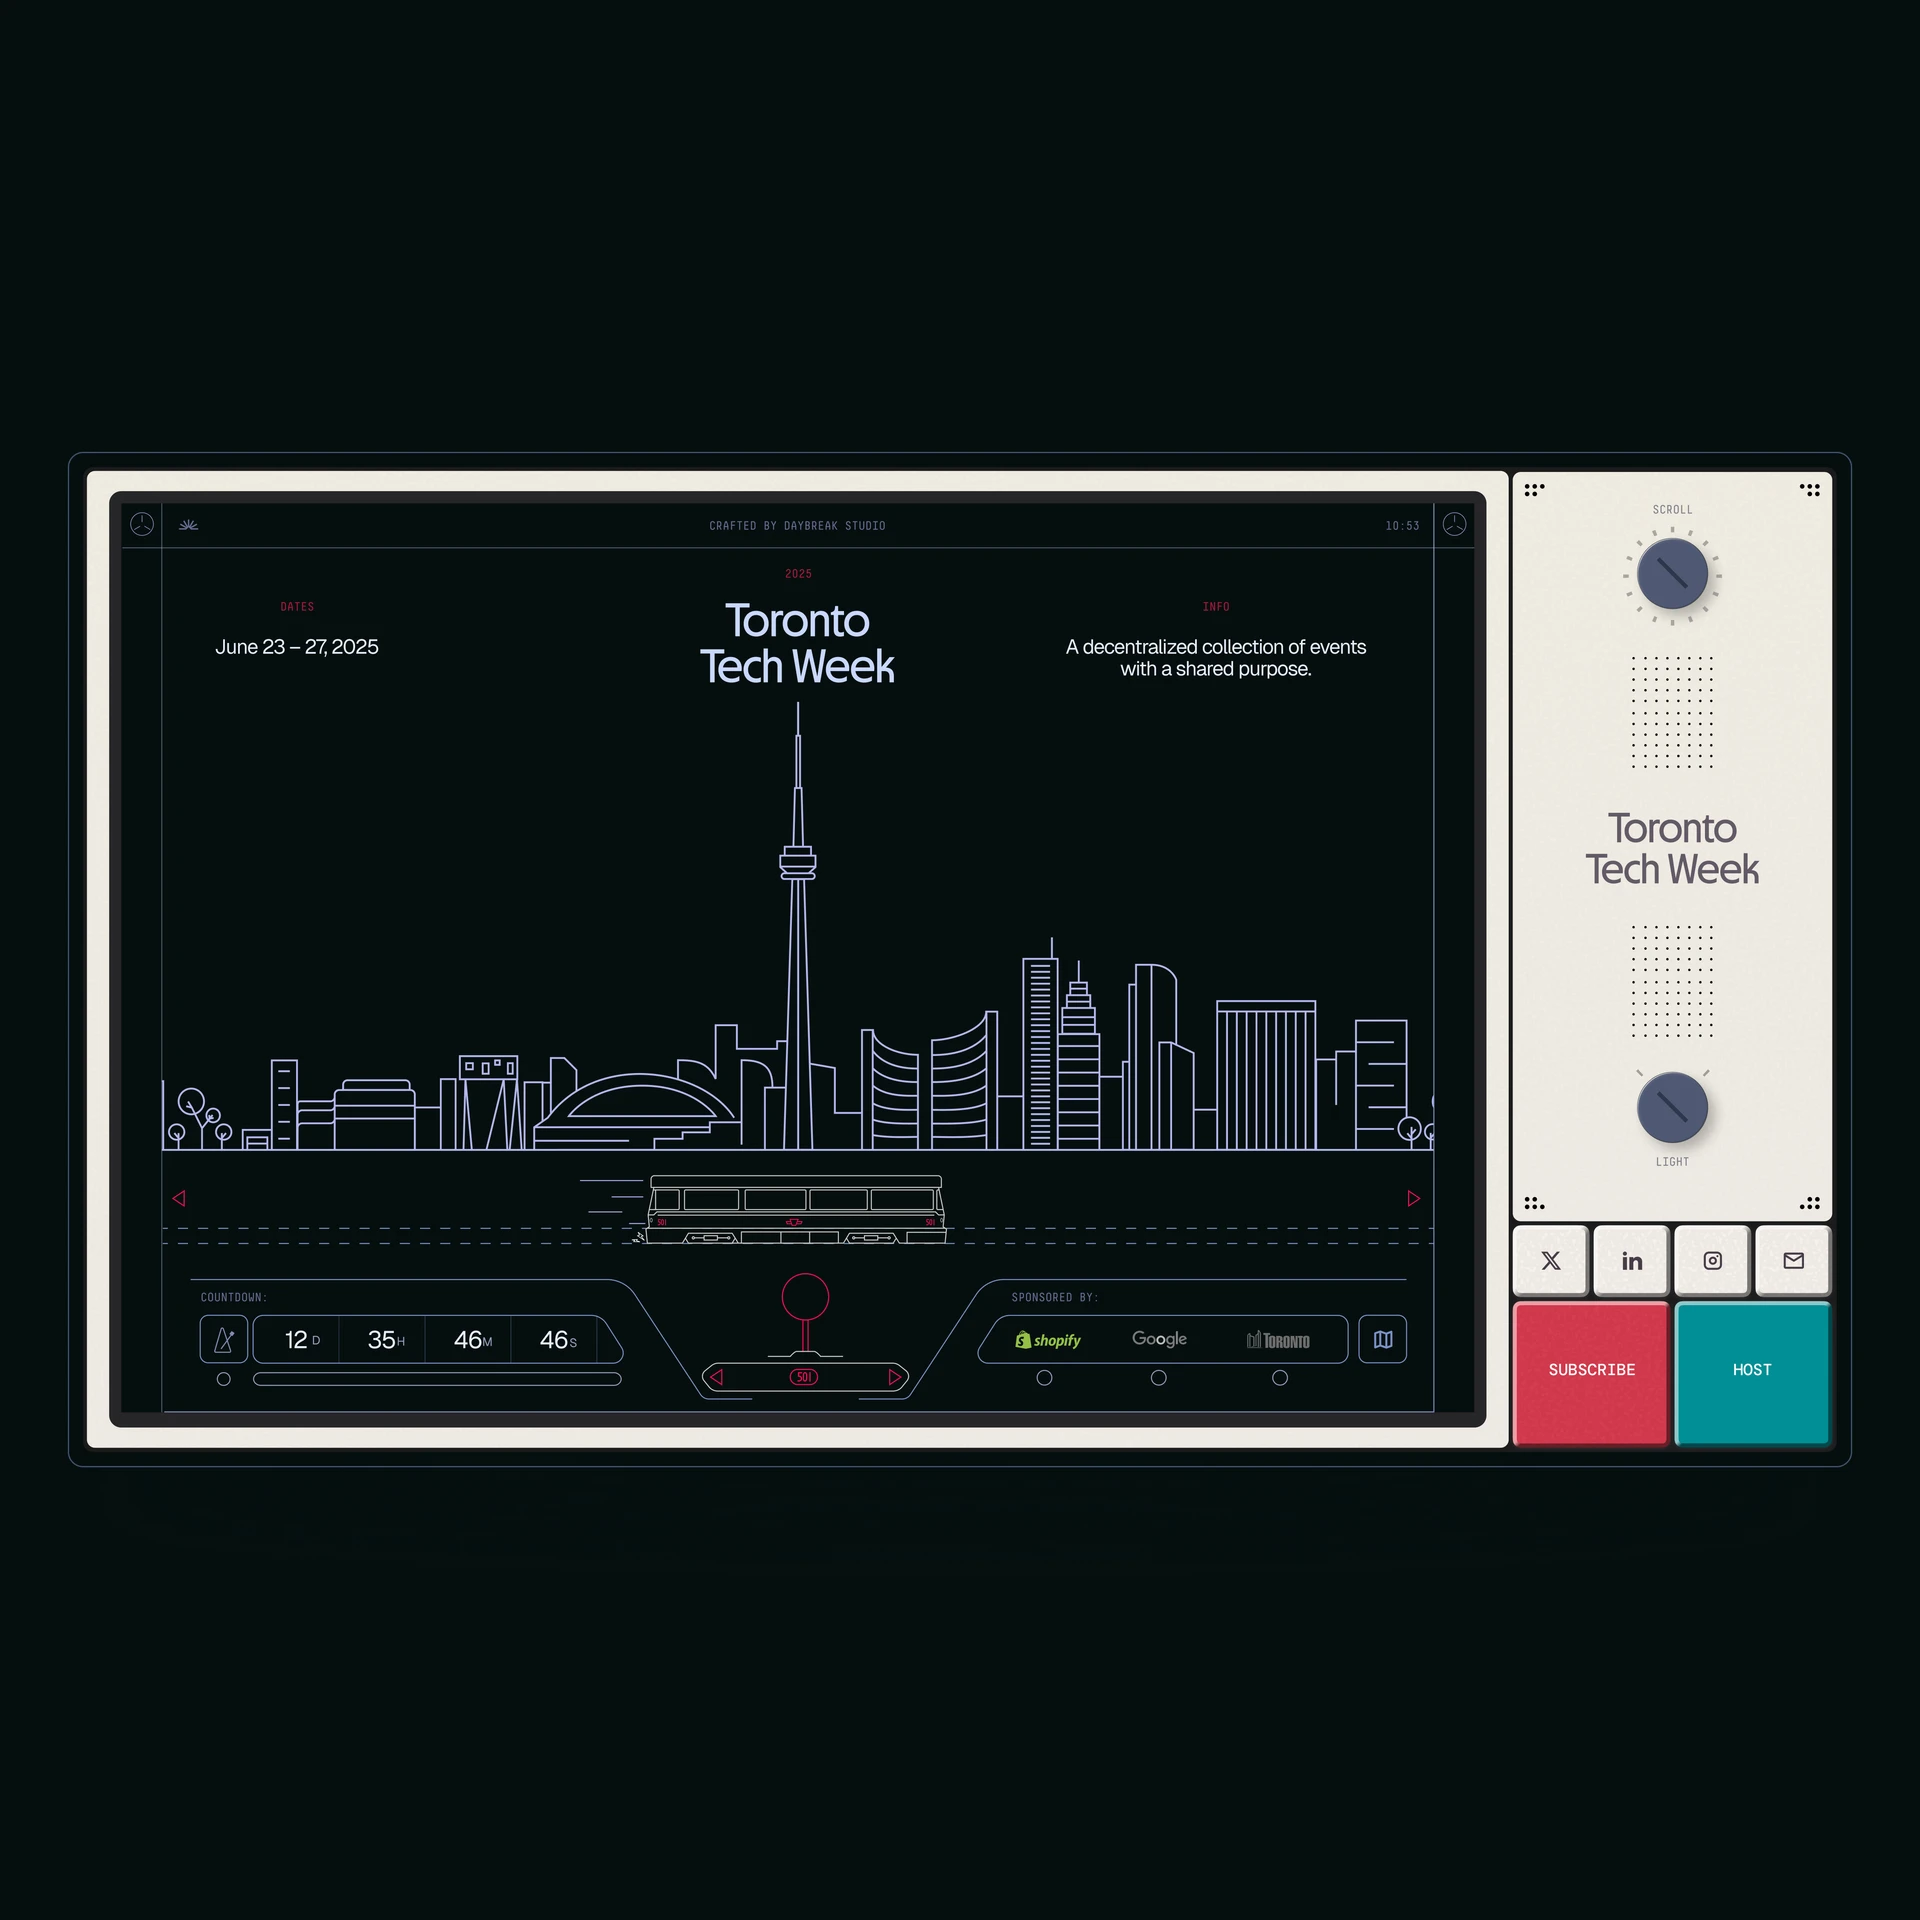 CRAFTED BY DAYBREAK STUDIO
10:53
2025
Toronto
Tech Week
DATES
June 23 – 27, 2025
INFO
A decentralized collection of events
with a shared purpose.
501
501
COUNTDOWN:
12 D
35 H
46 M
46 S
501
SPONSORED BY:
shopify
Google
TORONTO
SCROLL
Toronto
Tech Week
LIGHT
X
in
SUBSCRIBE
HOST